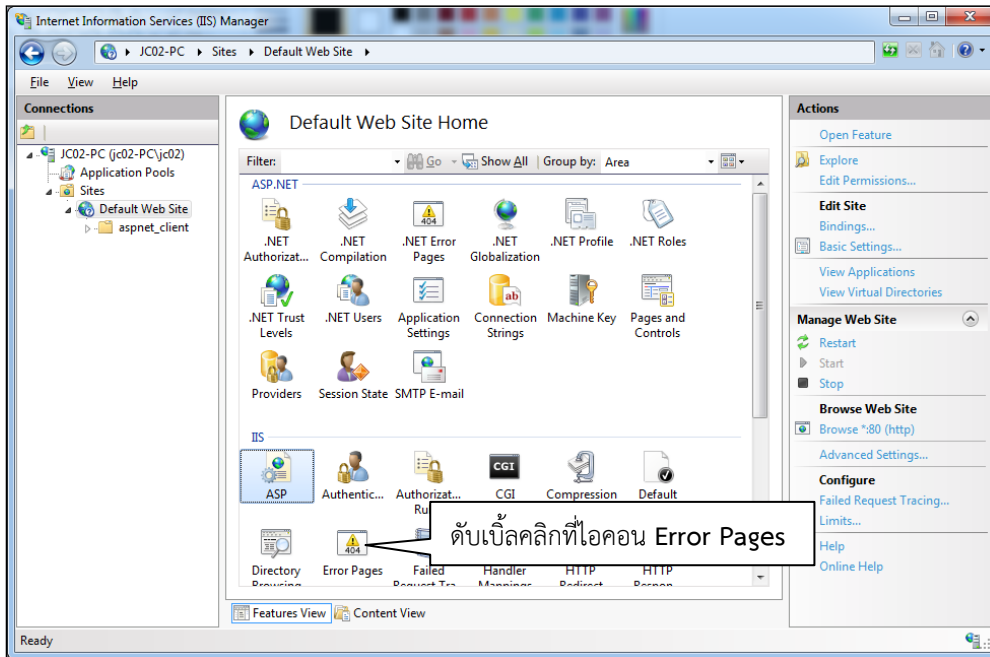 Internet Information Services (IIS) Manager
JC02-PC
Sites
Default Web Site
File View Help
Connections
JC02-PC (jc02-PC\jc02)
Application Pools
Sites
Default Web Site
aspnet_client
Default Web Site Home
Filter: Go Show All Group by: Area
ASP.NET
.NET Authorizat...
.NET Compilation
.NET Error Pages
.NET Globalization
.NET Profile
.NET Roles
.NET Trust Levels
.NET Users
Application Settings
Connection Strings
Machine Key
Pages and Controls
Providers
Session State
SMTP E-mail
IIS
ASP
Authentic...
Authorizat...
CGI
Compression
Default
ดับเบิ้ลคลิกที่ไอคอน Error Pages
Directory Browsing
Error Pages
Failed Request Tra...
Handler Mappings
HTTP Redirect
HTTP Respon...
Features View
Content View
Ready
Actions
Open Feature
Explore
Edit Permissions...
Edit Site
Bindings...
Basic Settings...
View Applications
View Virtual Directories
Manage Web Site
Restart
Start
Stop
Browse Web Site
Browse *:80 (http)
Advanced Settings...
Configure
Failed Request Tracing...
Limits...
Help
Online Help